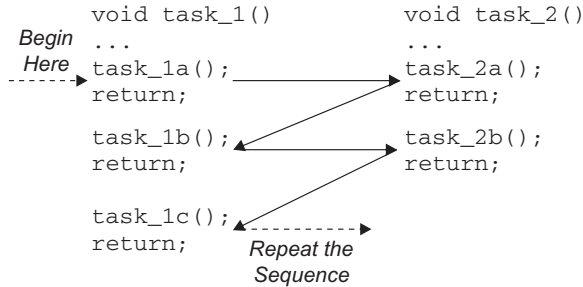 void task_1()
void task_2()
Begin
Here
...
...
task_1a();
return;
task_2a();
return;
task_1b();
return;
task_2b();
return;
task_1c();
return;
Repeat the
Sequence